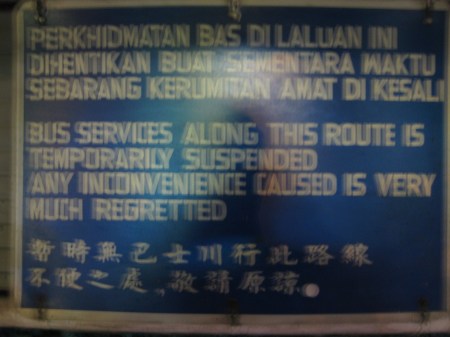 PERKHIDMATAN BAS DI LALUAN INI
DIHENTIKAN BUAT SEMENTARA WAKTU
SEBARANG KERUMITAN AMAT DI KESALI
BUS SERVICES ALONG THIS ROUTE IS
TEMPORARILY SUSPENDED
ANY INCONVENIENCE CAUSED IS VERY
MUCH REGRETTED
暫時無巴士川行此路線
不便之處、敬請原諒。